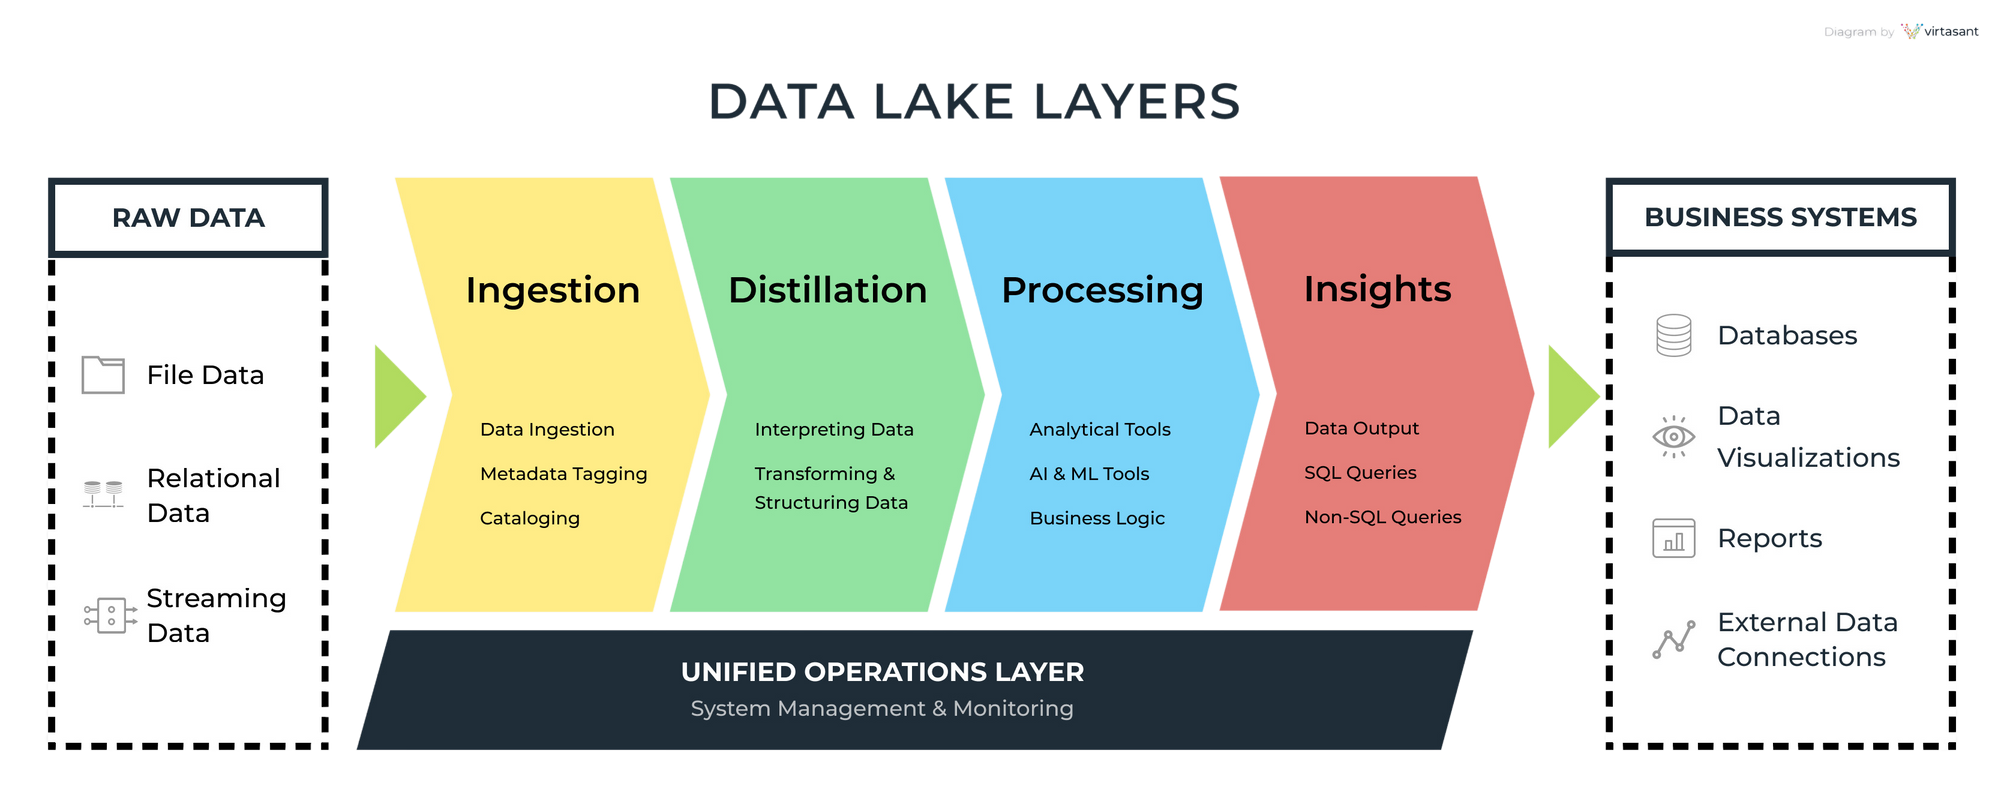 Diagram by virtasant
DATA LAKE LAYERS
RAW DATA
File Data
Relational
Data
Streaming
Data
Ingestion
Data Ingestion
Metadata Tagging
Cataloging
Distillation
Interpreting Data
Transforming &
Structuring Data
Processing
Analytical Tools
AI & ML Tools
Business Logic
Insights
Data Output
SQL Queries
Non-SQL Queries
UNIFIED OPERATIONS LAYER
System Management & Monitoring
BUSINESS SYSTEMS
Databases
Data
Visualizations
Reports
External Data
Connections